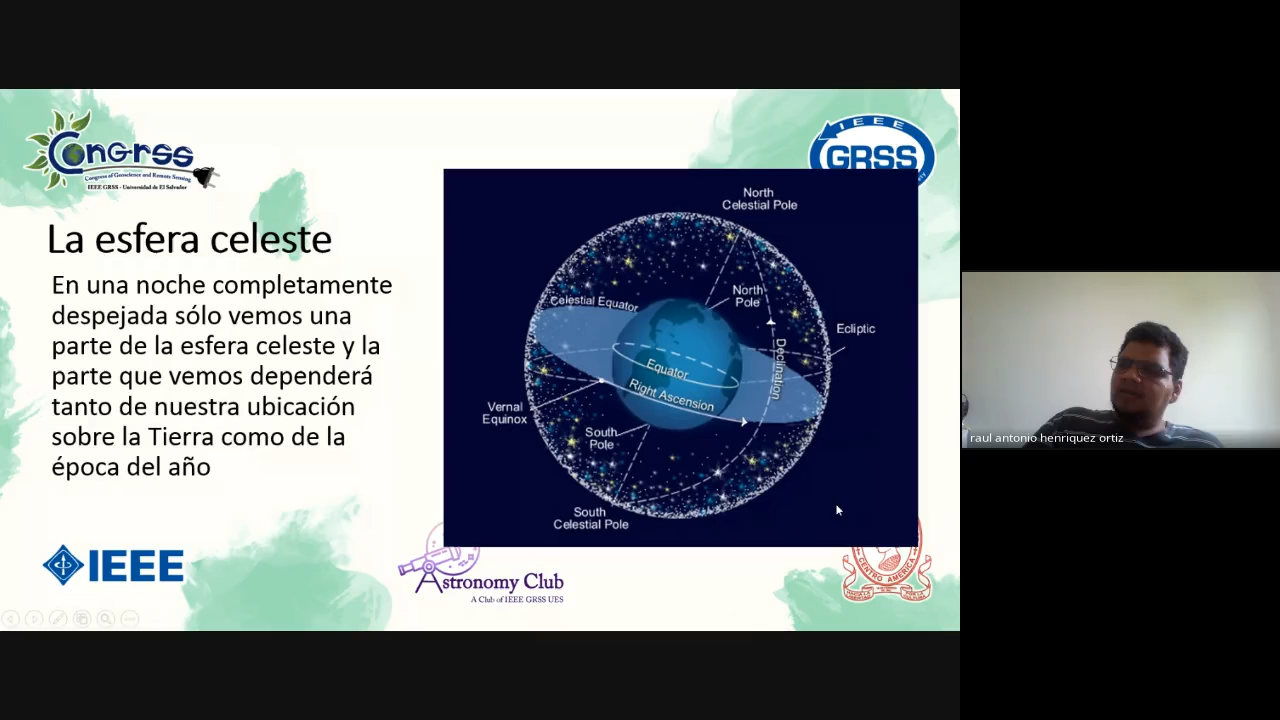 ConGrss
Congress of Geoscience and Remote Sensing
IEEE GRSS - Universidad de El Salvador
IEEE
GRSS
La esfera celeste
En una noche completamente
despejada sólo vemos una
parte de la esfera celeste y la
parte que vemos dependerá
tanto de nuestra ubicación
sobre la Tierra como de la
época del año
North
Celestial Pole
Celestial Equator
North
Pole
Ecliptic
Declination
Equator
Right Ascension
Vernal
Equinox
South
Pole
South
Celestial Pole
IEEE
Astronomy Club
A Club of IEEE GRSS UES
CENTRO AMERICA
raul antonio henriquez ortiz